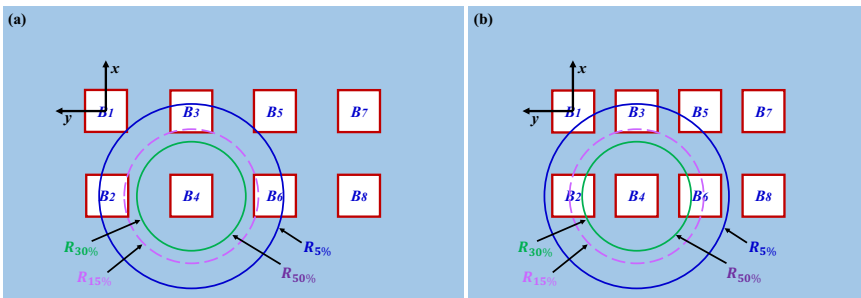 (a)
x
y
B1 B3 B5 B7
B2 B4 B6 B8
R30%
R15%
R5%
R50%
(b)
x
y
B1 B3 B5 B7
B2 B4 B6 B8
R30%
R15%
R5%
R50%